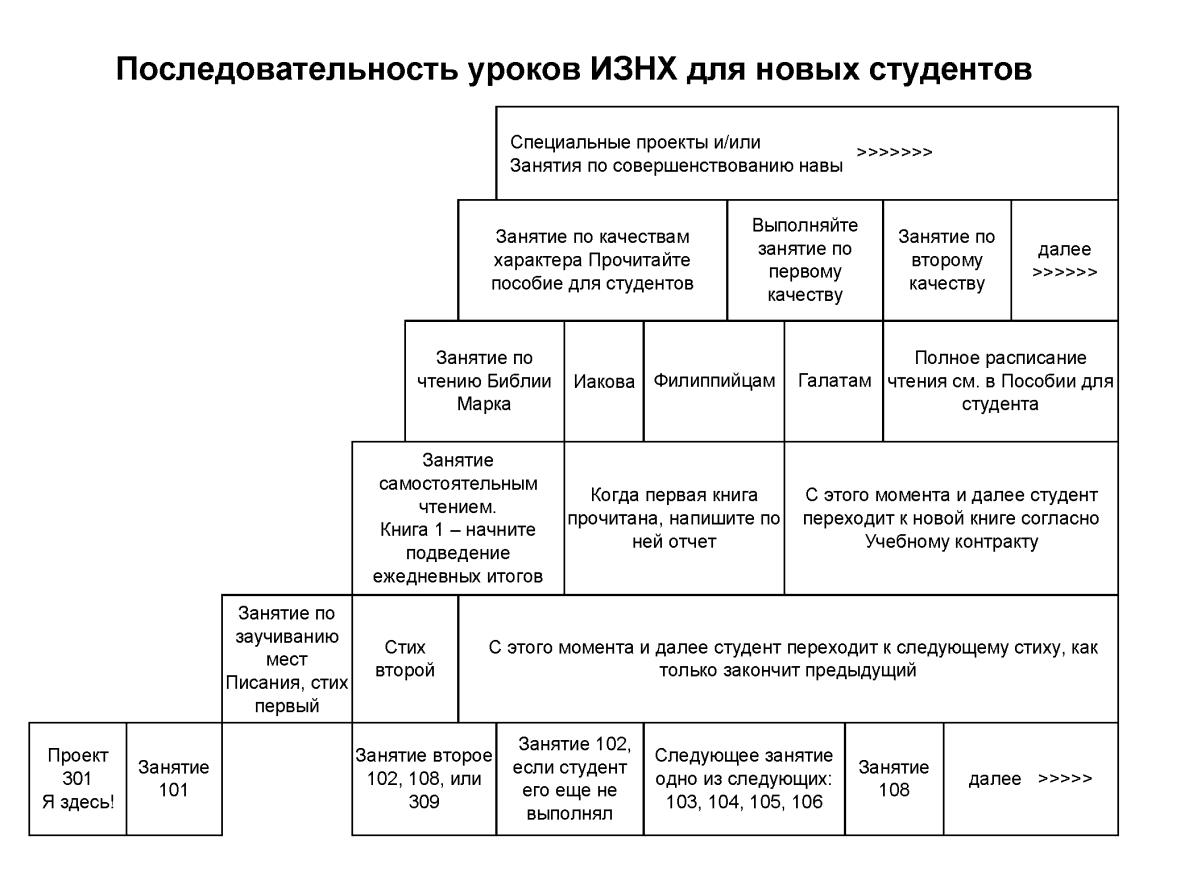 Последовательность уроков ИЗНХ для новых студентов
Специальные проекты и/или
Занятия по совершенствованию навы
>>>>>>>
Занятие по качествам
характера Прочитайте
пособие для студентов
Выполняйте
занятие по
первому
качеству
Занятие по
второму
качеству
далее
>>>>>>
Занятие по
чтению Библии
Марка
Иакова
Филиппийцам
Галатам
Полное расписание
чтения см. в Пособии для
студента
Занятие
самостоятельным
чтением.
Книга 1 – начните
подведение
ежедневных итогов
Когда первая книга
прочитана, напишите по
ней отчет
С этого момента и далее студент
переходит к новой книге согласно
Учебному контракту
Занятие по
заучиванию
мест
Писания, стих
первый
Стих
второй
С этого момента и далее студент переходит к следующему стиху, как
только закончит предыдущий
Проект
301
Я здесь!
Занятие
101
Занятие второе
102, 108, или
309
Занятие 102,
если студент
его еще не
выполнял
Следующее занятие
одно из следующих:
103, 104, 105, 106
Занятие
108
далее >>>>>